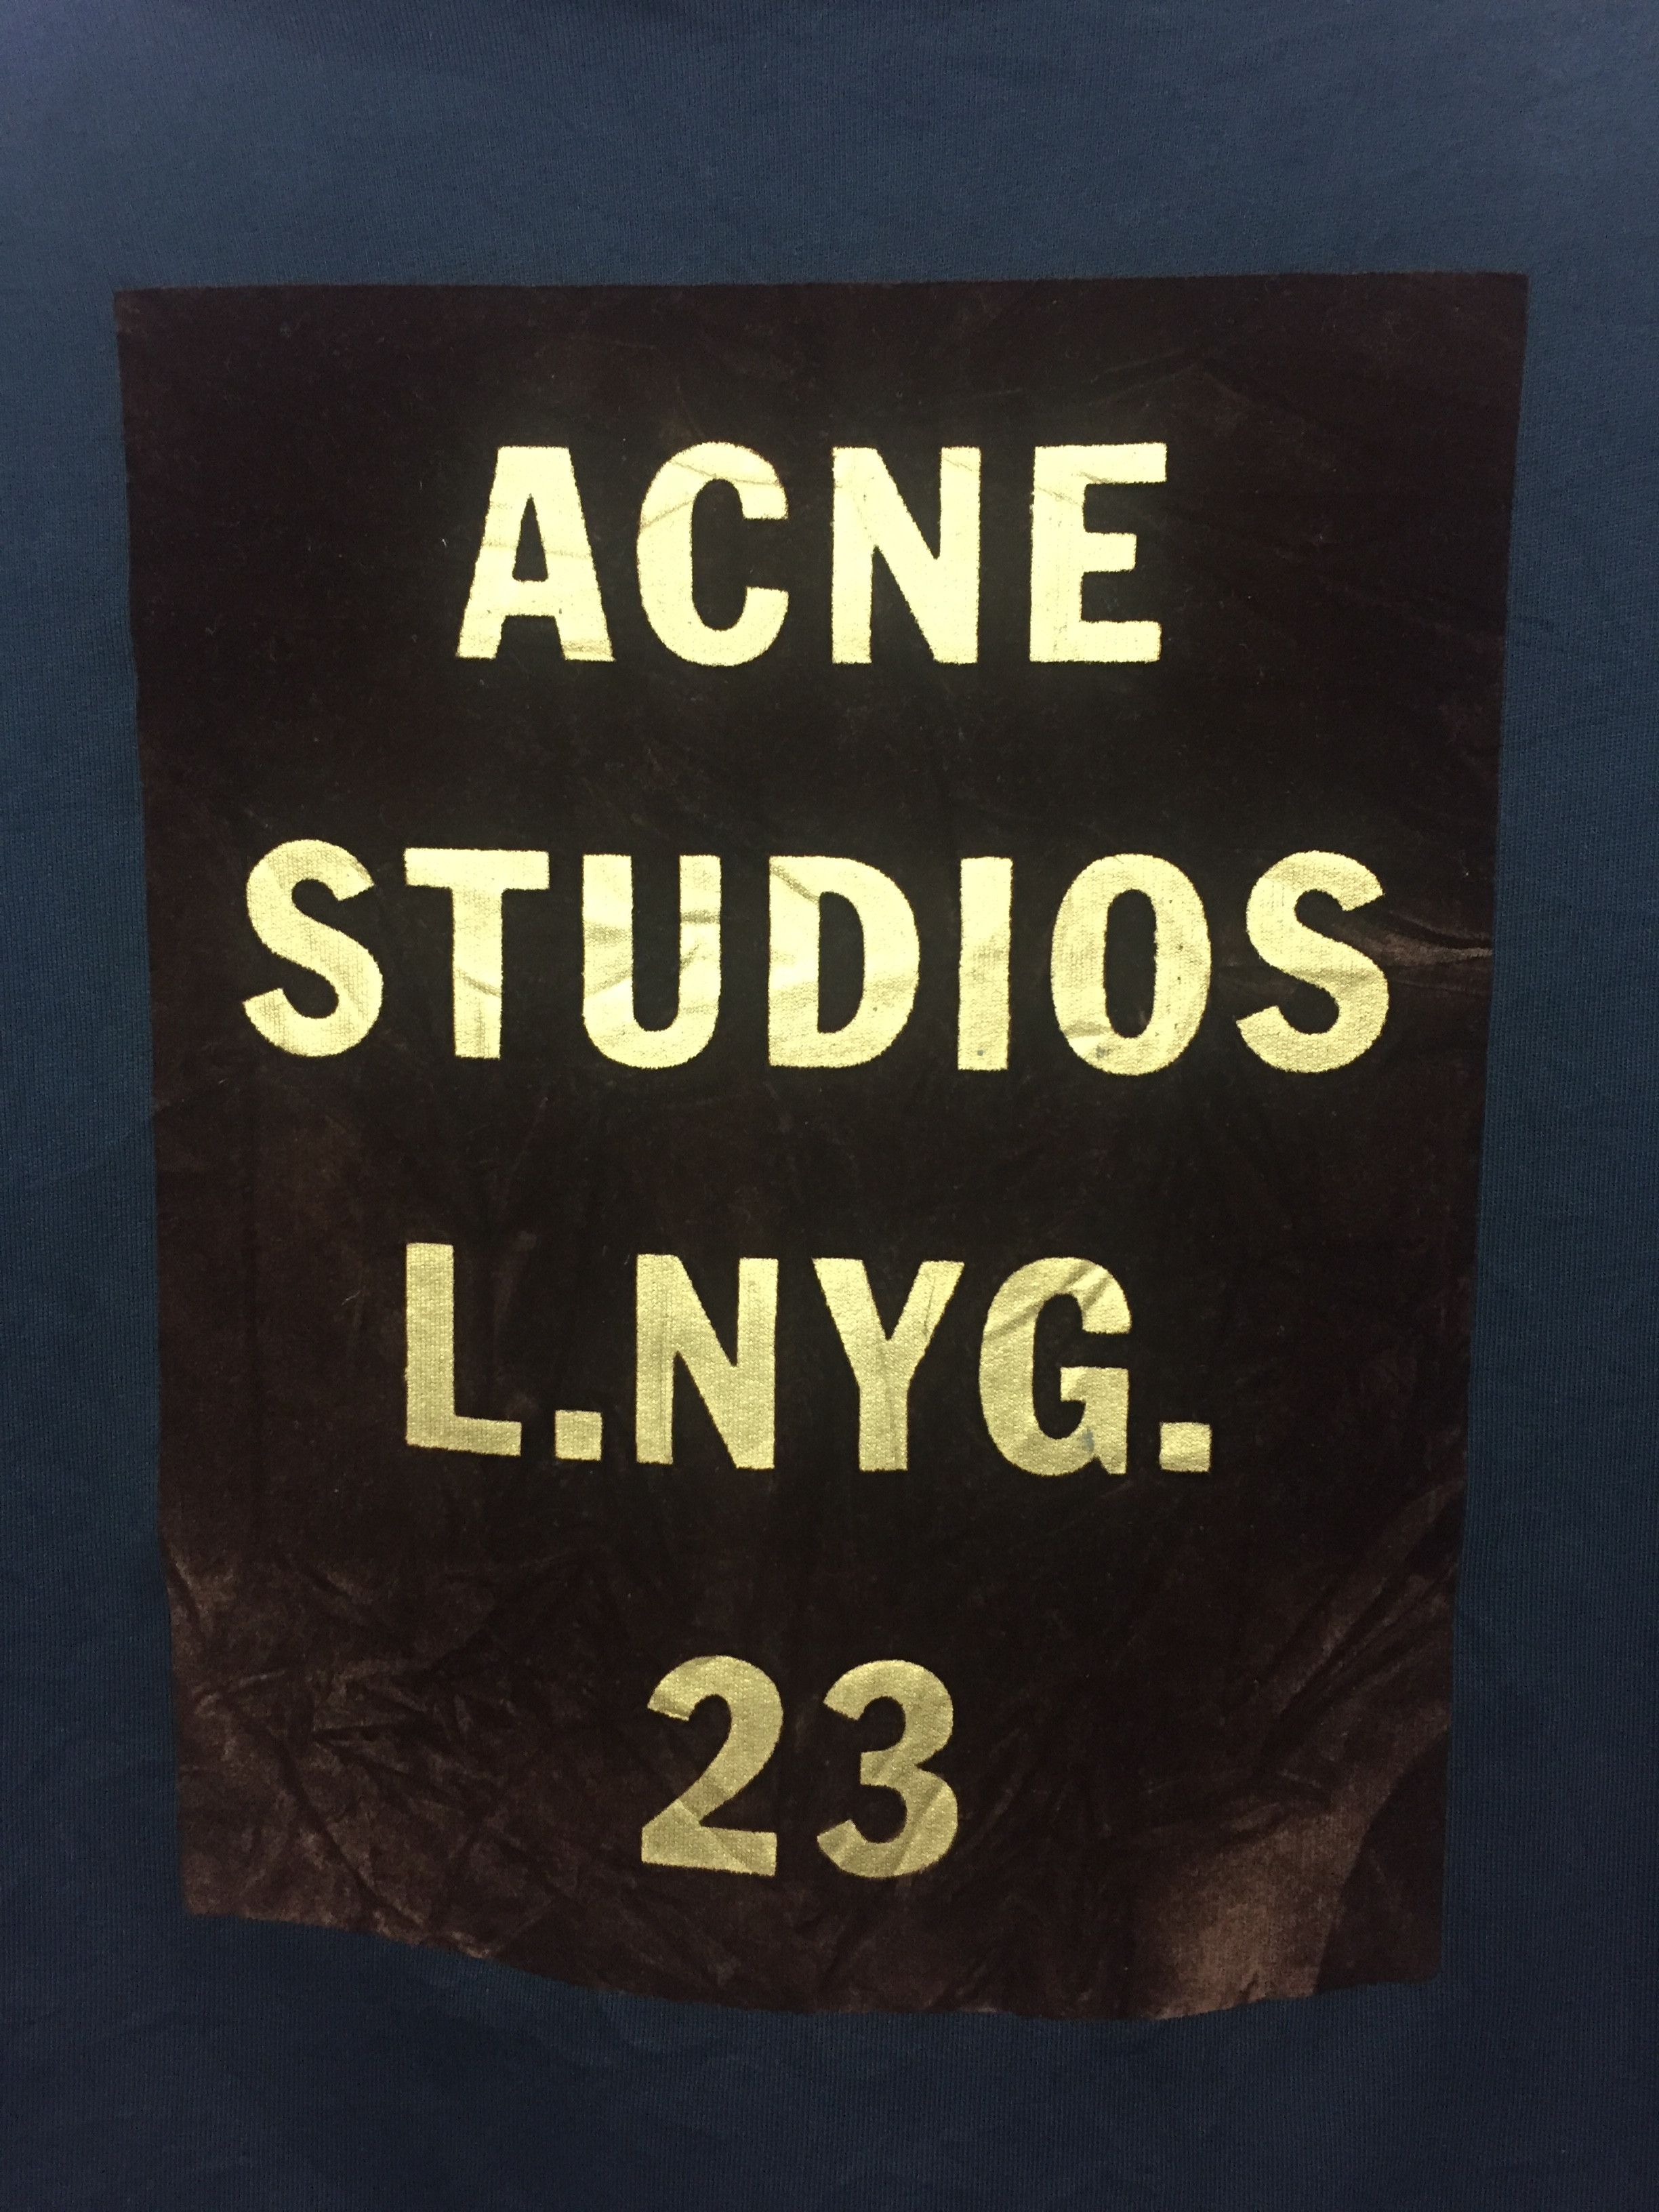 ACNE
STUDIOS
L.NYG.
23